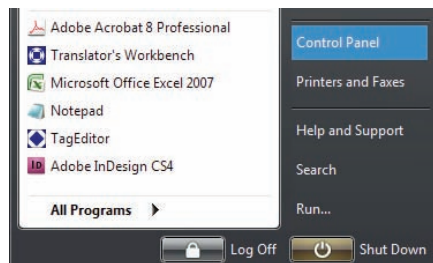 Adobe Acrobat 8 Professional
Translator's Workbench
Microsoft Office Excel 2007
Notepad
TagEditor
ID Adobe InDesign CS4
All Programs
Control Panel
Printers and Faxes
Help and Support
Search
Run...
Log Off
Shut Down